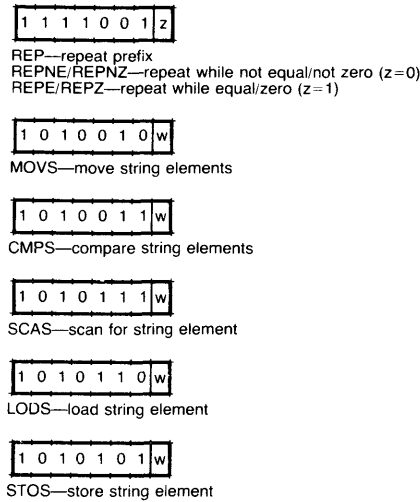 1 1 1 1 0 0 1 z
REP—repeat prefix
REPNE/REPNZ—repeat while not equal/not zero (z=0)
REPE/REPZ—repeat while equal/zero (z=1)
1 0 1 0 0 1 0 w
MOVS—move string elements
1 0 1 0 0 1 1 w
CMPS—compare string elements
1 0 1 0 1 1 1 w
SCAS—scan for string element
1 0 1 0 1 1 0 w
LODS—load string element
1 0 1 0 1 0 1 w
STOS—store string element